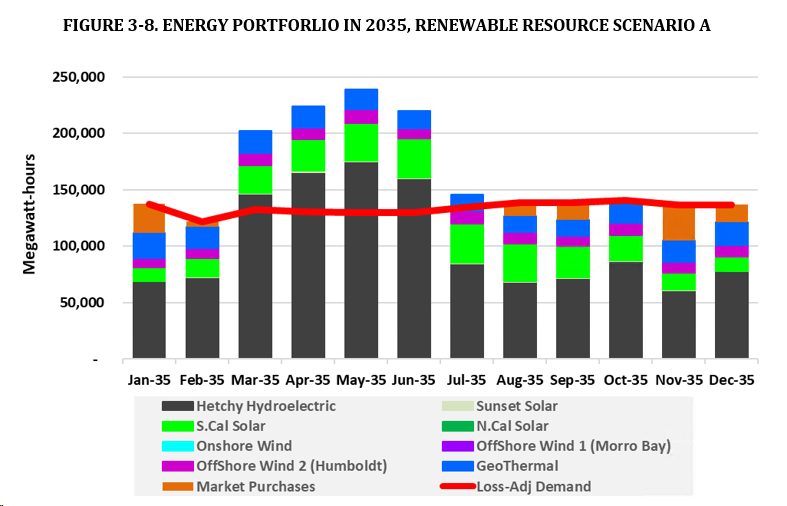 FIGURE 3-8. ENERGY PORTFORLIO IN 2035, RENEWABLE RESOURCE SCENARIO A
250,000
200,000
150,000
100,000
50,000
-
Megawatt-hours
Jan-35 Feb-35 Mar-35 Apr-35 May-35 Jun-35 Jul-35 Aug-35 Sep-35 Oct-35 Nov-35 Dec-35
Hetchy Hydroelectric Sunset Solar
S.Cal Solar N.Cal Solar
Onshore Wind OffShore Wind 1 (Morro Bay)
OffShore Wind 2 (Humboldt) GeoThermal
Market Purchases Loss-Adj Demand